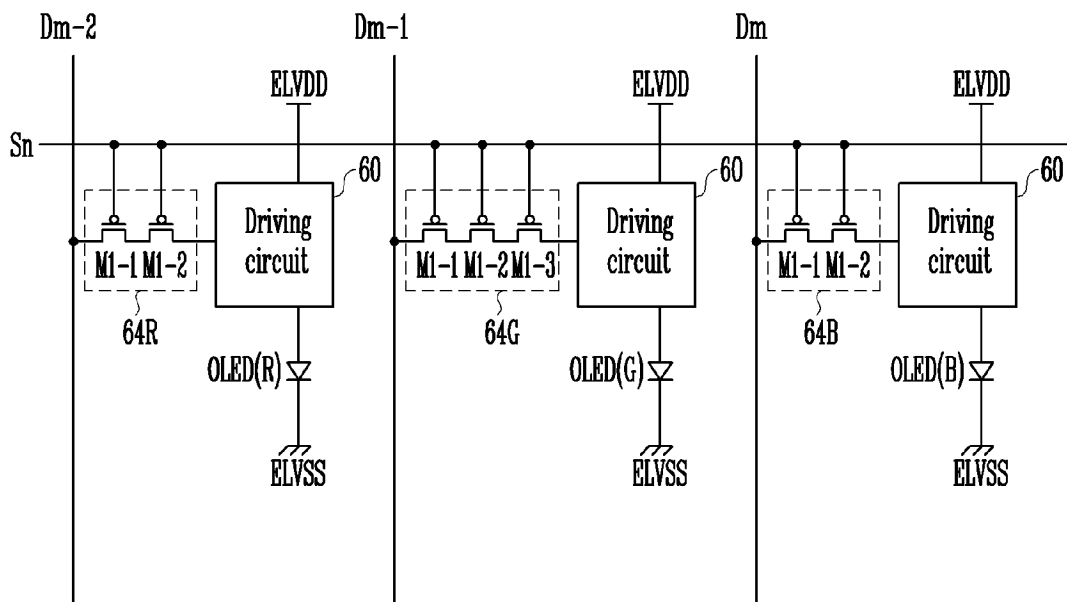 Dm-2 Dm-1 Dm
ELVDD ELVDD ELVDD
Sn
60 60 60
Driving circuit
Driving circuit
Driving circuit
M1-1 M1-2
M1-1 M1-2 M1-3
M1-1 M1-2
64R 64G 64B
OLED(R) OLED(G) OLED(B)
ELVSS ELVSS ELVSS